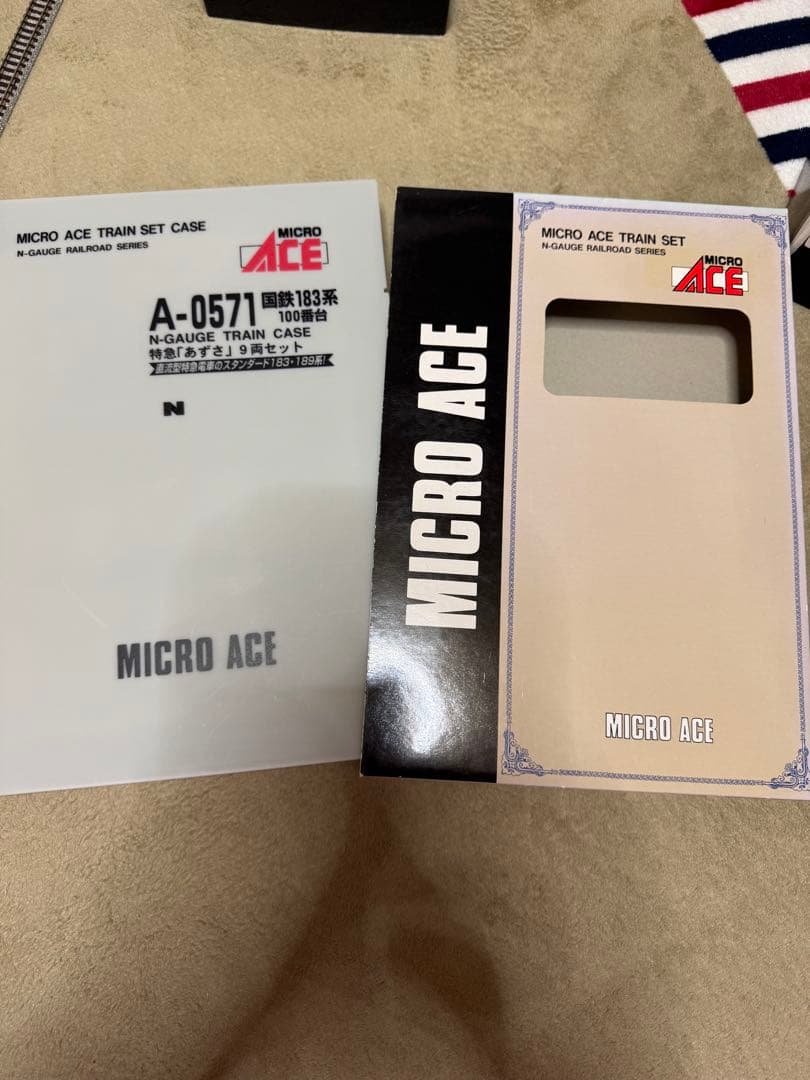 MICRO ACE TRAIN SET CASE
N-GAUGE RAILROAD SERIES
MICRO
ACE
A-0571 国鉄183系
100番台
N-GAUGE TRAIN CASE
特急「あずさ」9両セット
直流型特急電車のスタンダード183・189系!
N
MICRO ACE
MICRO ACE
MICRO ACE TRAIN SET
N-GAUGE RAILROAD SERIES
MICRO
ACE
MICRO ACE